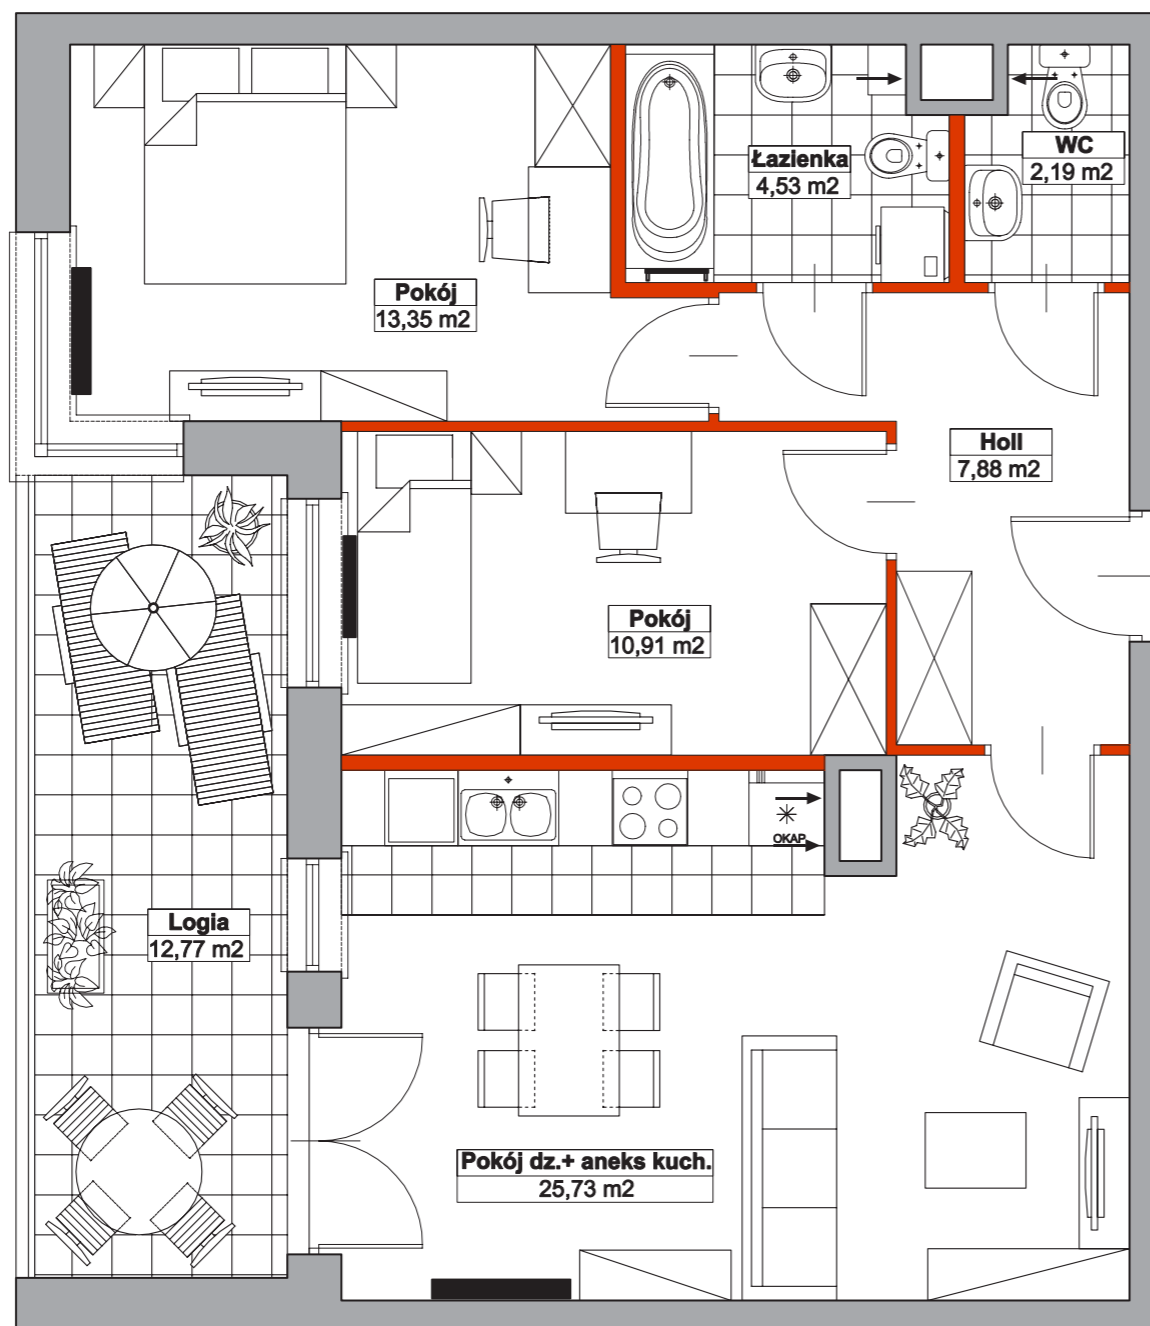 Łazienka
4,53 m2
WC
2,19 m2
Pokój
13,35 m2
Holl
7,88 m2
Pokój
10,91 m2
OKAP
Logia
12,77 m2
Pokój dz.+ aneks kuch.
25,73 m2